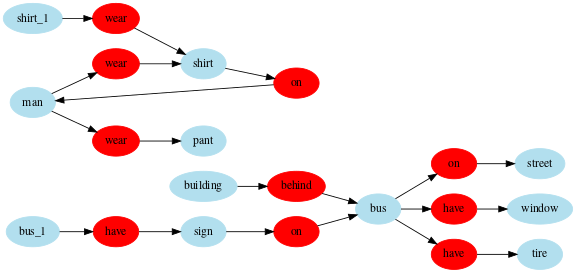 shirt_1 wear
wear shirt
man on
wear pant
building behind
on street
bus have window
bus_1 have sign on
have tire